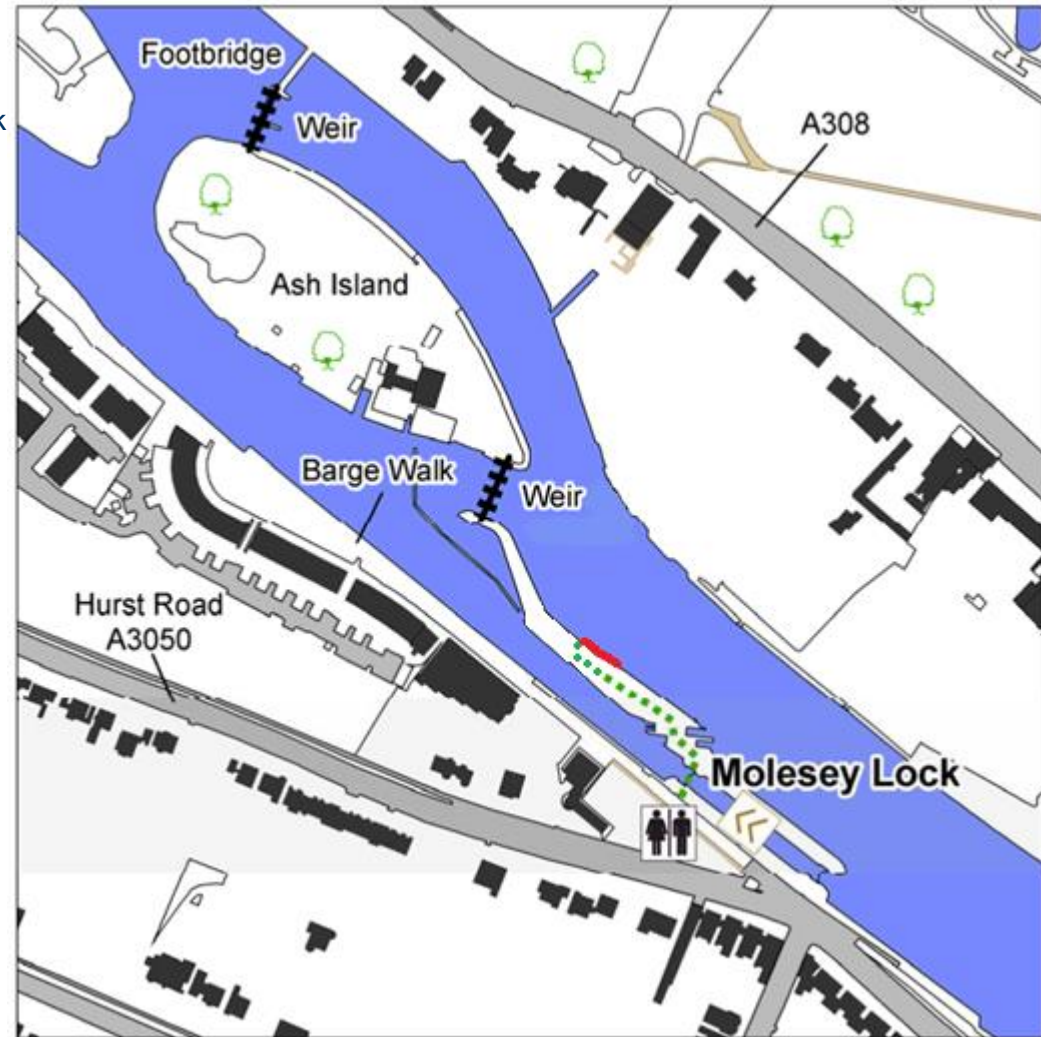 Footbridge
k
Weir
A308
Ash Island
Barge Walk
Weir
Hurst Road
A3050
Molesey Lock